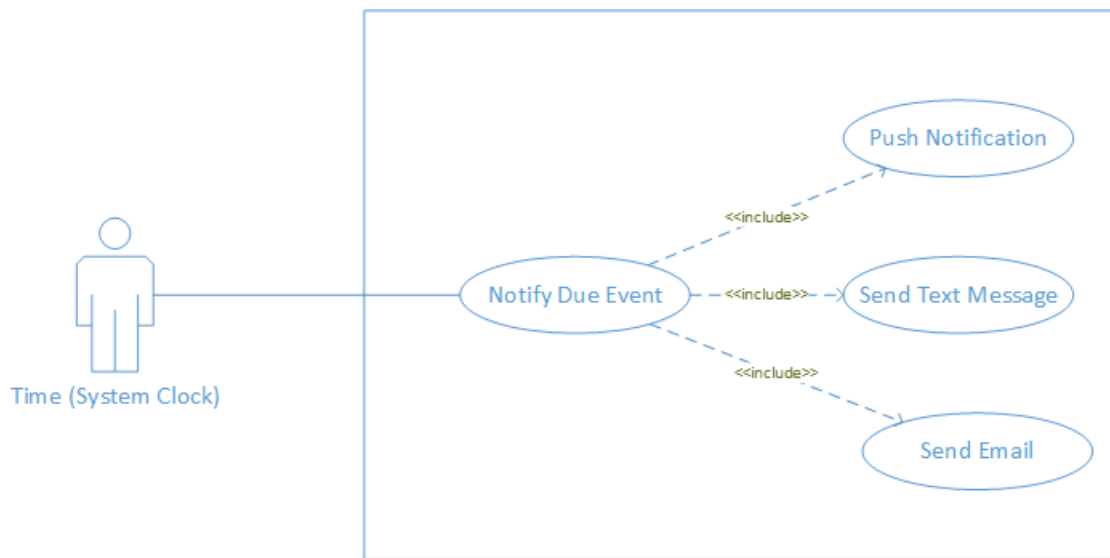 Push Notification
<<include>>
Notify Due Event
<<include>>
Send Text Message
<<include>>
Time (System Clock)
Send Email